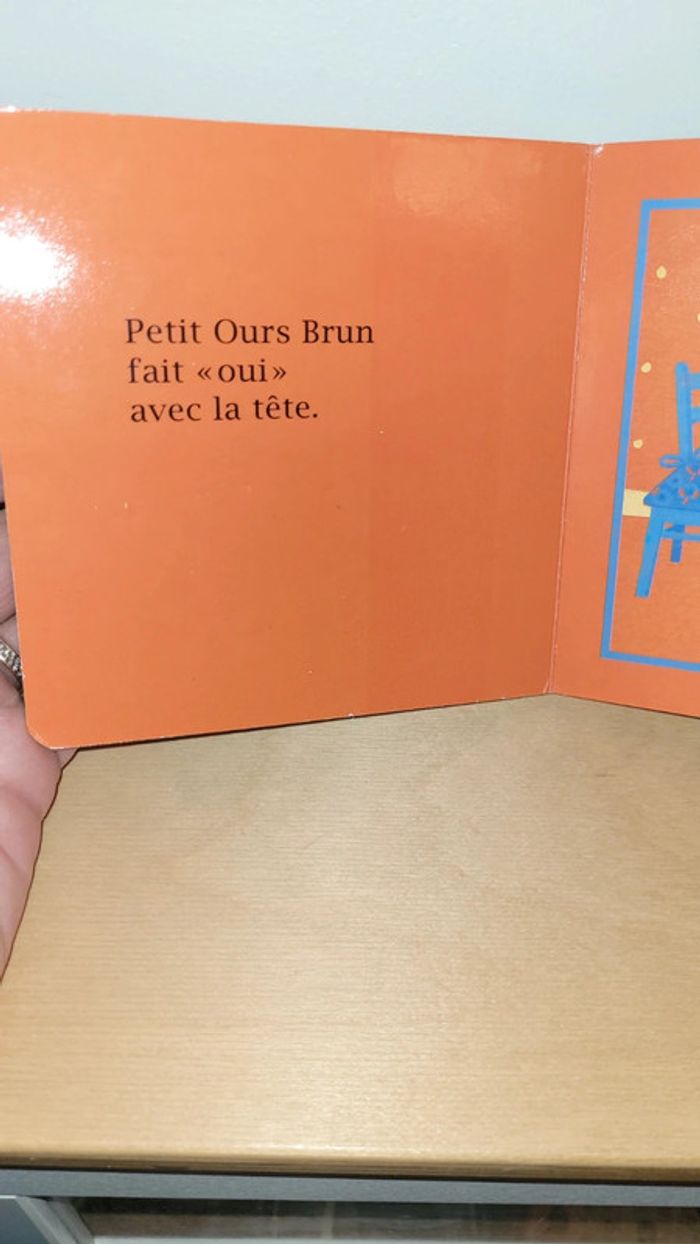 Petit Ours Brun
fait «oui»
avec la tête.